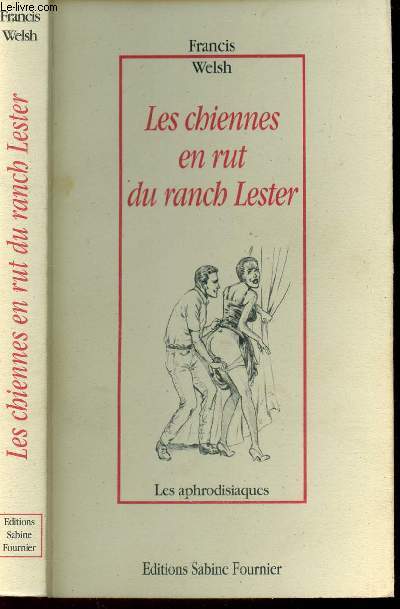 Le-livre.com
Francis
Welsh
Les chiennes en rut du ranch Lester
Editions
Sabine
Fournier
Francis
Welsh
Les chiennes
en rut
du ranch Lester
Les aphrodisiaques
Editions Sabine Fournier